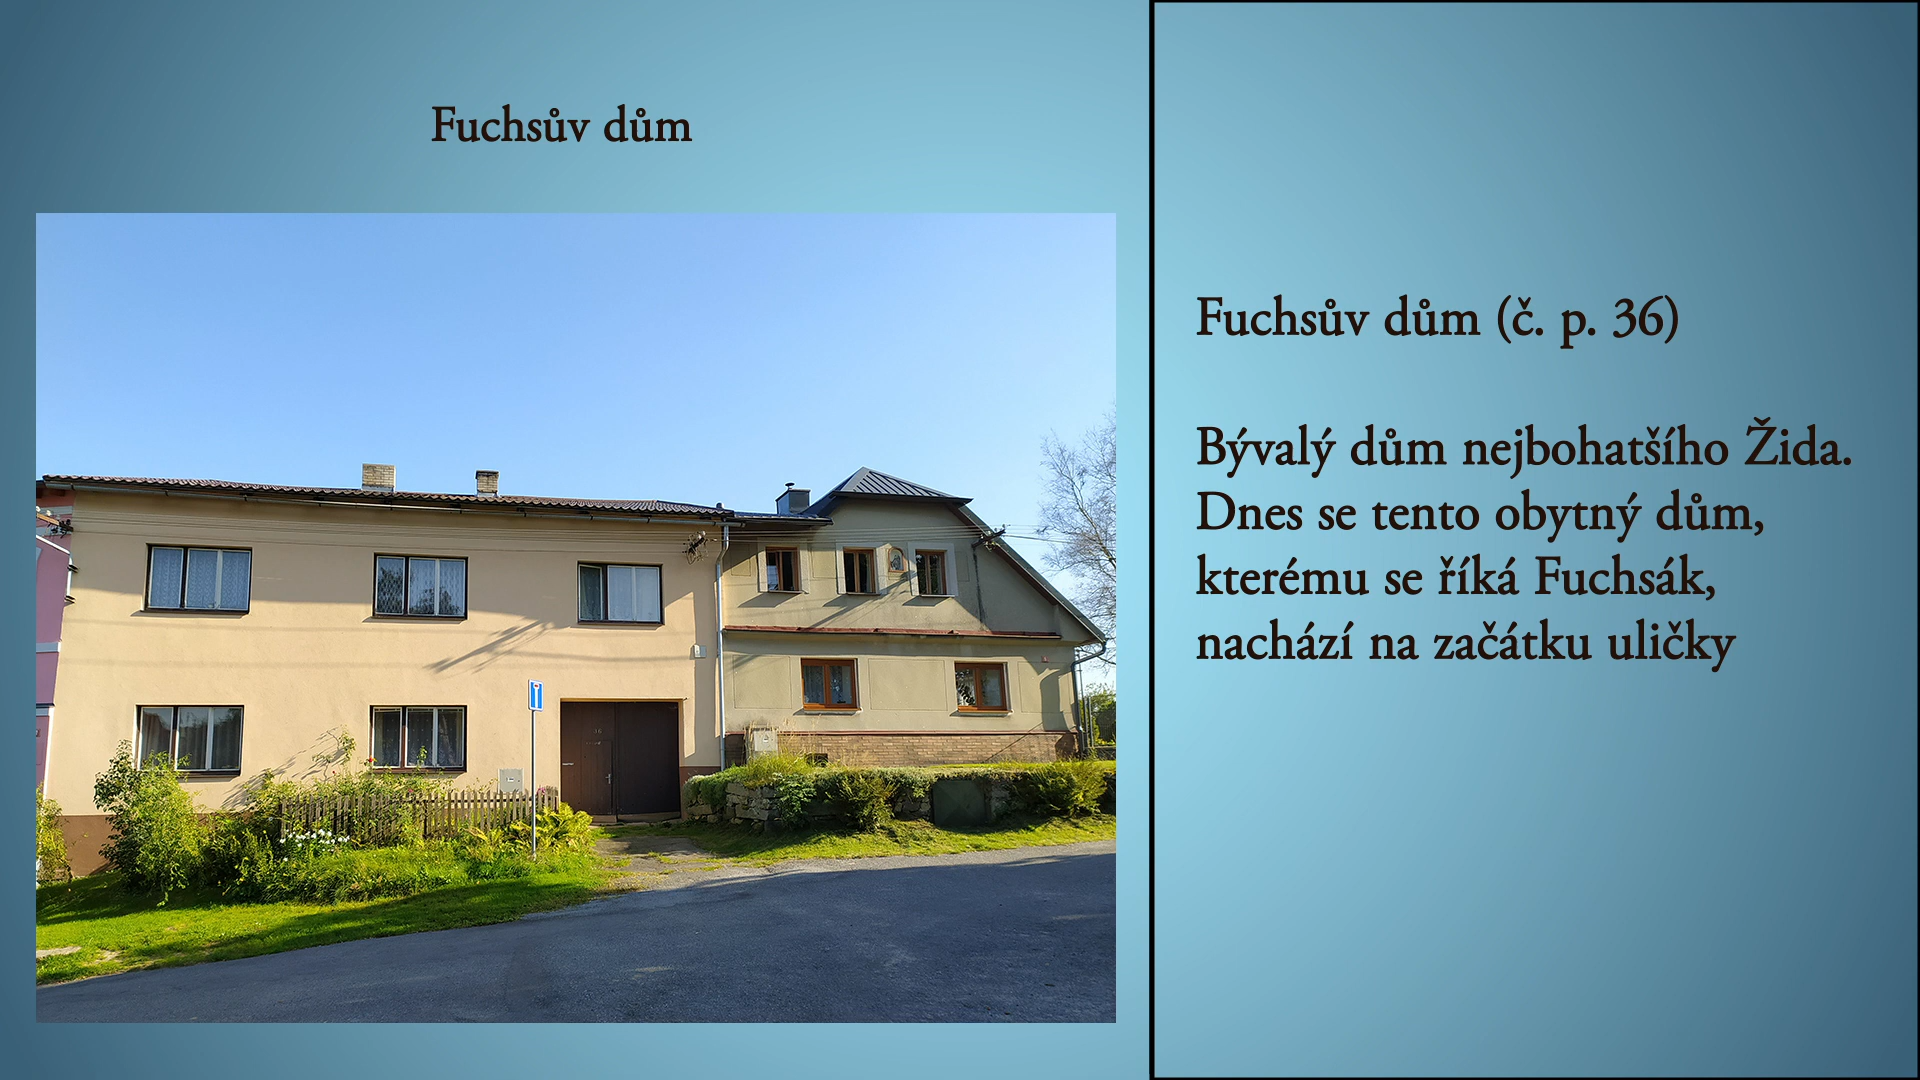 Fuchsův dům
Fuchsův dům (č. p. 36)
Bývalý dům nejbohatšího Žida.
Dnes se tento obytný dům,
kterému se říká Fuchsák,
nachází na začátku uličky